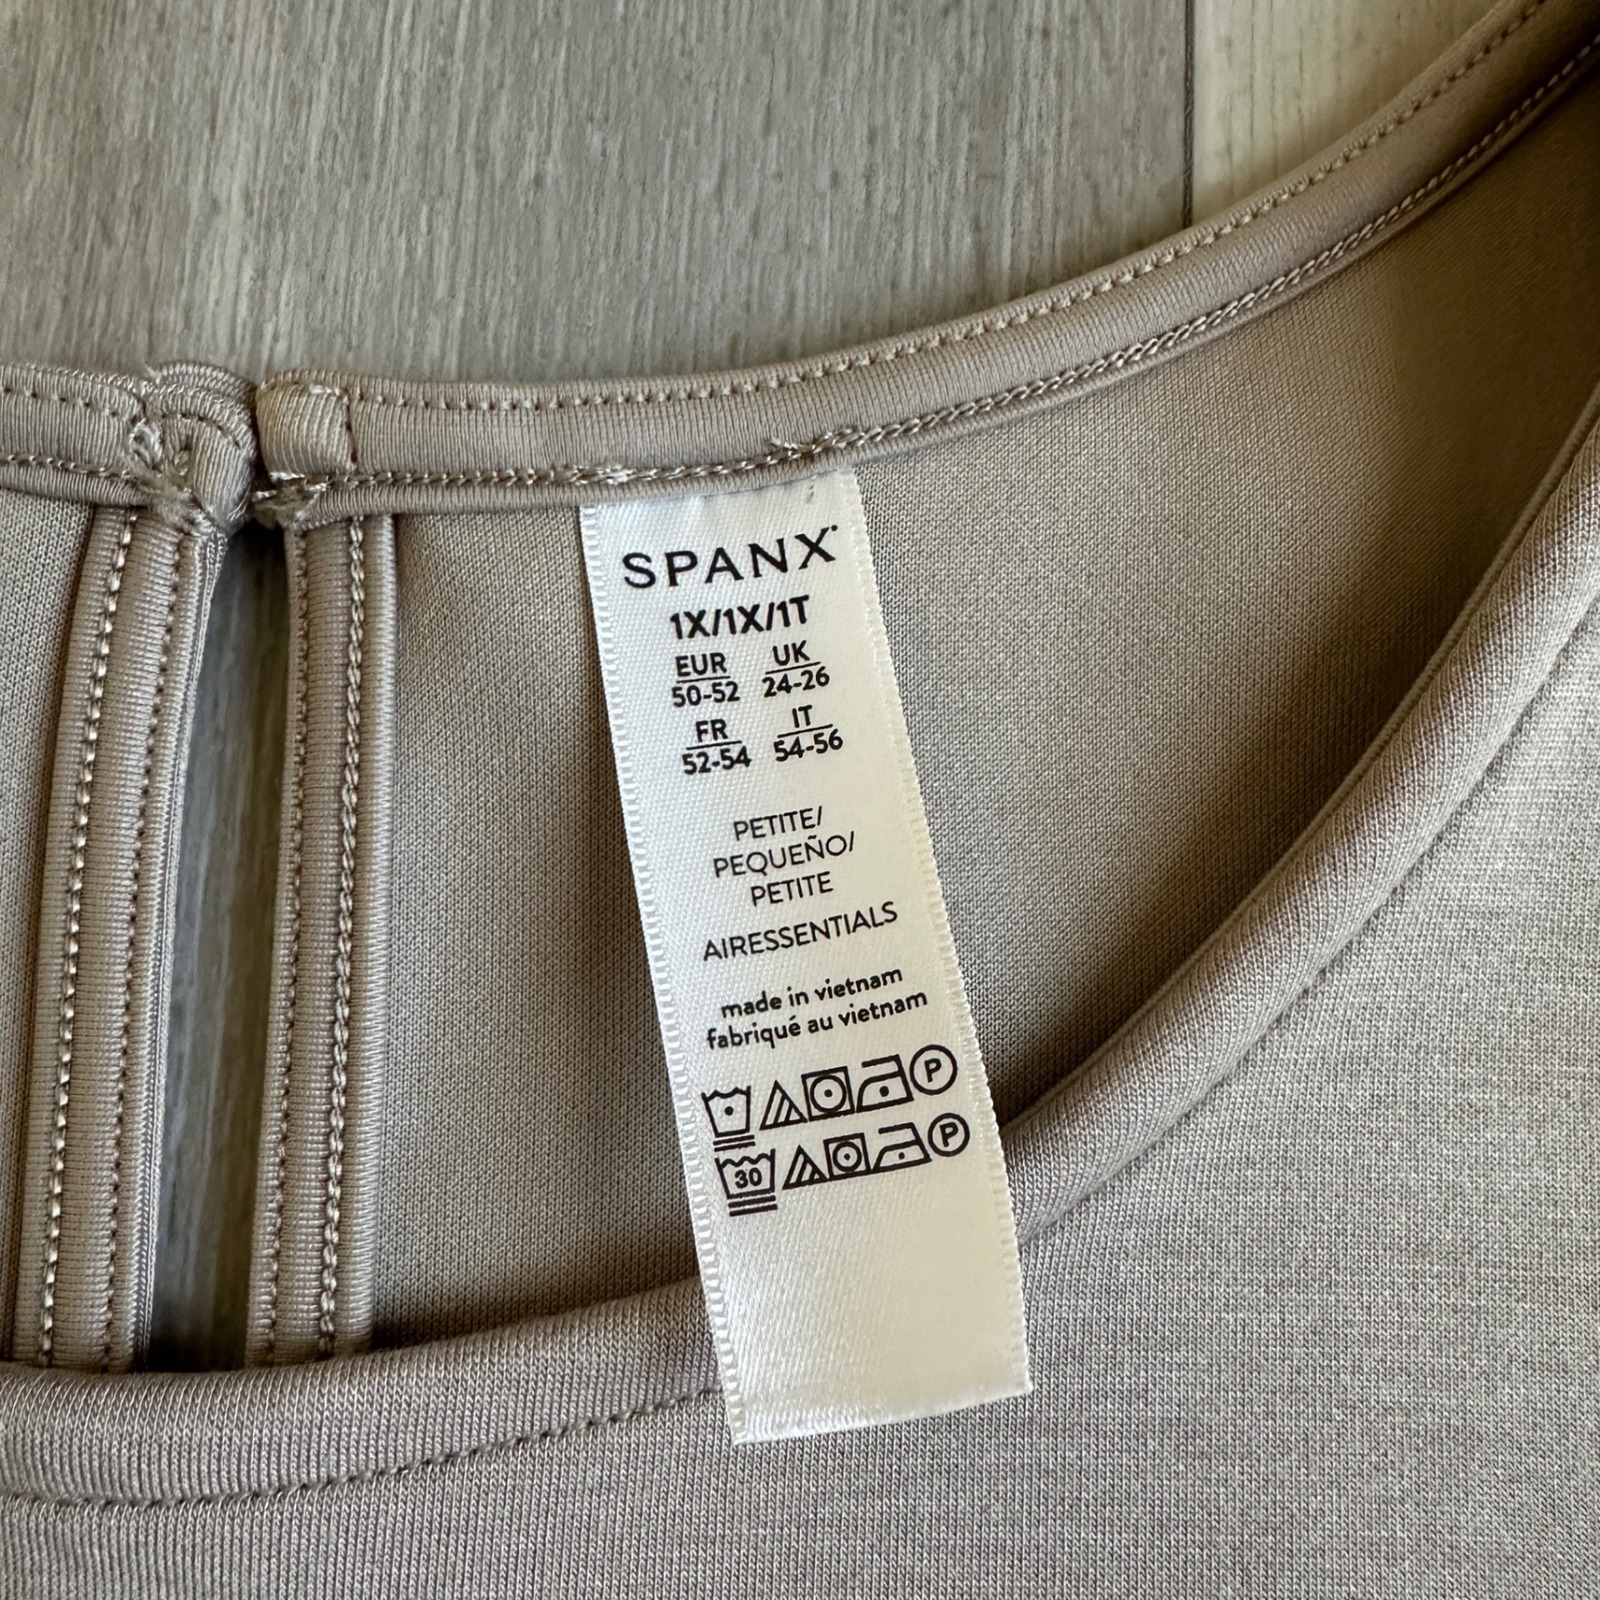 SPANX
1X/1X/1T
EUR UK
50-52 24-26
FR IT
52-54 54-56
PETITE/
PEQUEÑO/
PETITE
AIRESSENTIALS
made in vietnam
fabriqué au vietnam
P
30 P